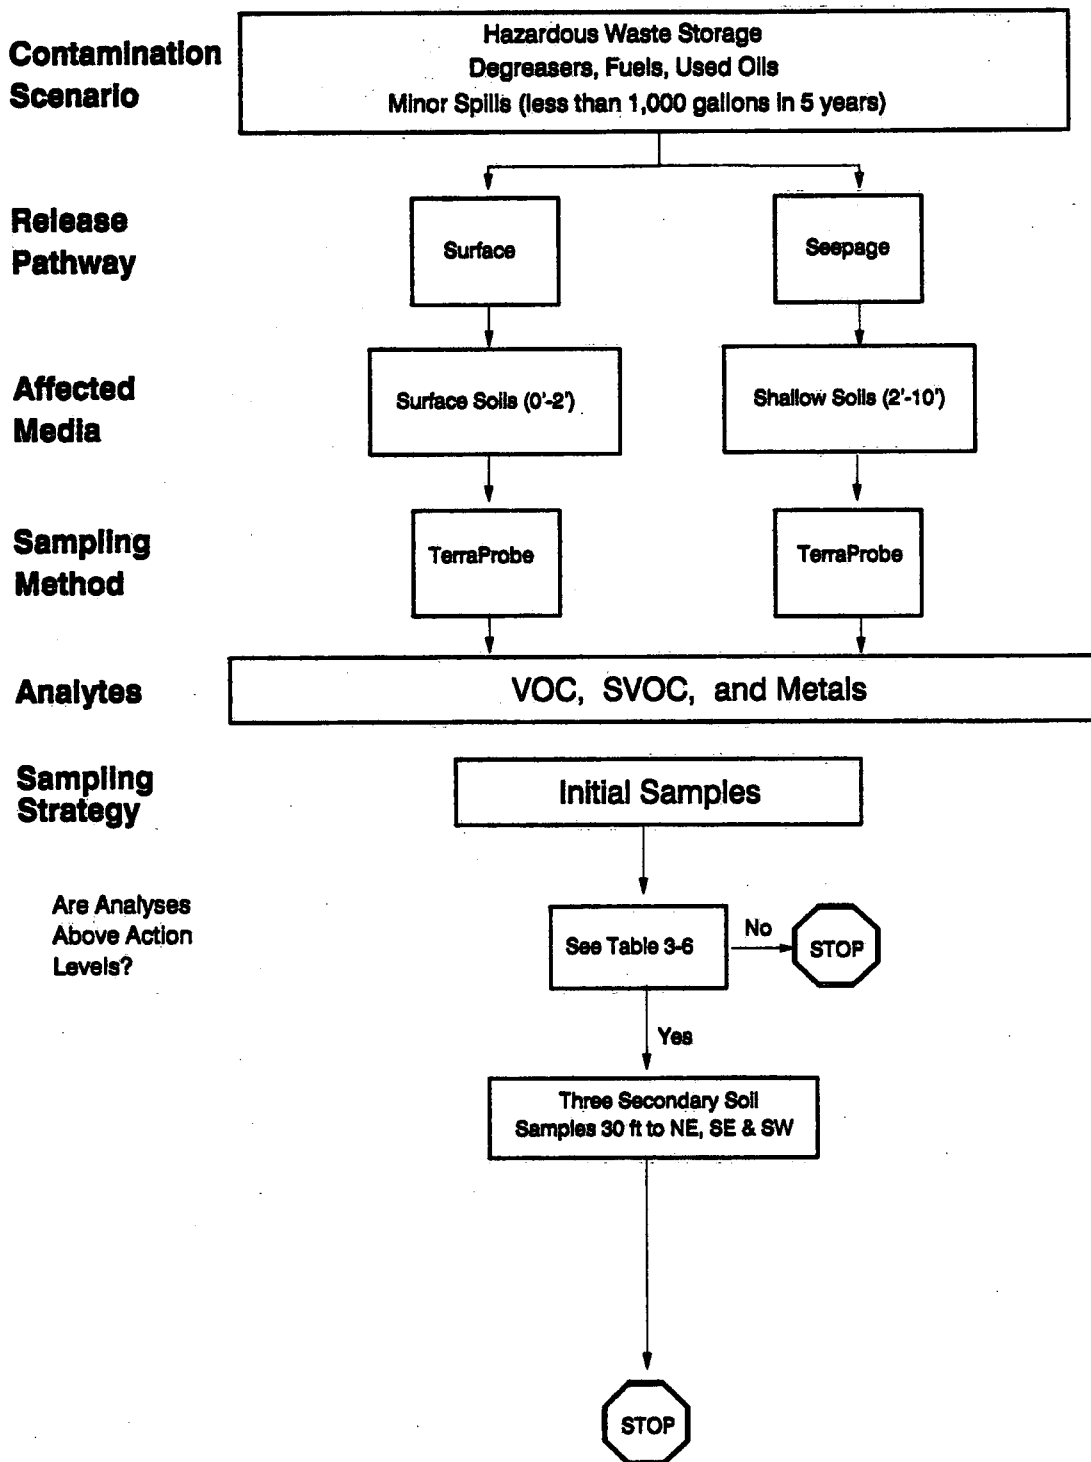 Contamination
Scenario
Hazardous Waste Storage
Degreasers, Fuels, Used Oils
Minor Spills (less than 1,000 gallons in 5 years)
Release
Pathway
Surface
Seepage
Affected
Media
Surface Soils (0'-2')
Shallow Soils (2'-10')
Sampling
Method
TerraProbe
TerraProbe
Analytes
VOC, SVOC, and Metals
Sampling
Strategy
Initial Samples
Are Analyses
Above Action
Levels?
See Table 3-6
No
STOP
Yes
Three Secondary Soil
Samples 30 ft to NE, SE & SW
STOP